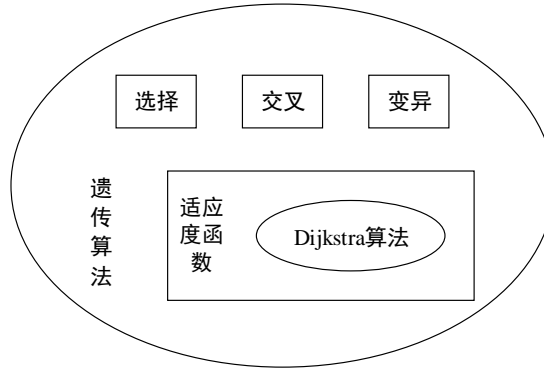 选择
交叉
变异
遗
传
算
法
适应
度函
数
Dijkstra算法